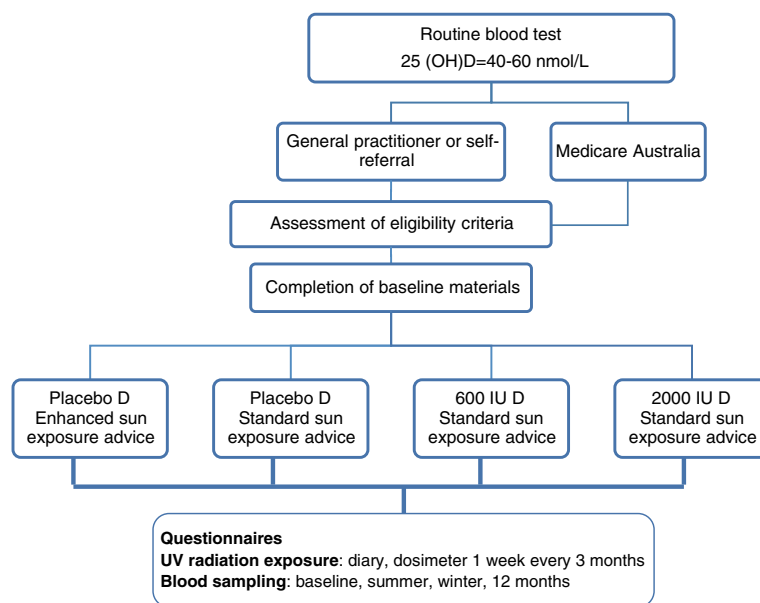 Routine blood test
25 (OH)D=40-60 nmol/L
General practitioner or self-
referral
Medicare Australia
Assessment of eligibility criteria
Completion of baseline materials
Placebo D
Enhanced sun
exposure advice
Placebo D
Standard sun
exposure advice
600 IU D
Standard sun
exposure advice
2000 IU D
Standard sun
exposure advice
Questionnaires
UV radiation exposure: diary, dosimeter 1 week every 3 months
Blood sampling: baseline, summer, winter, 12 months